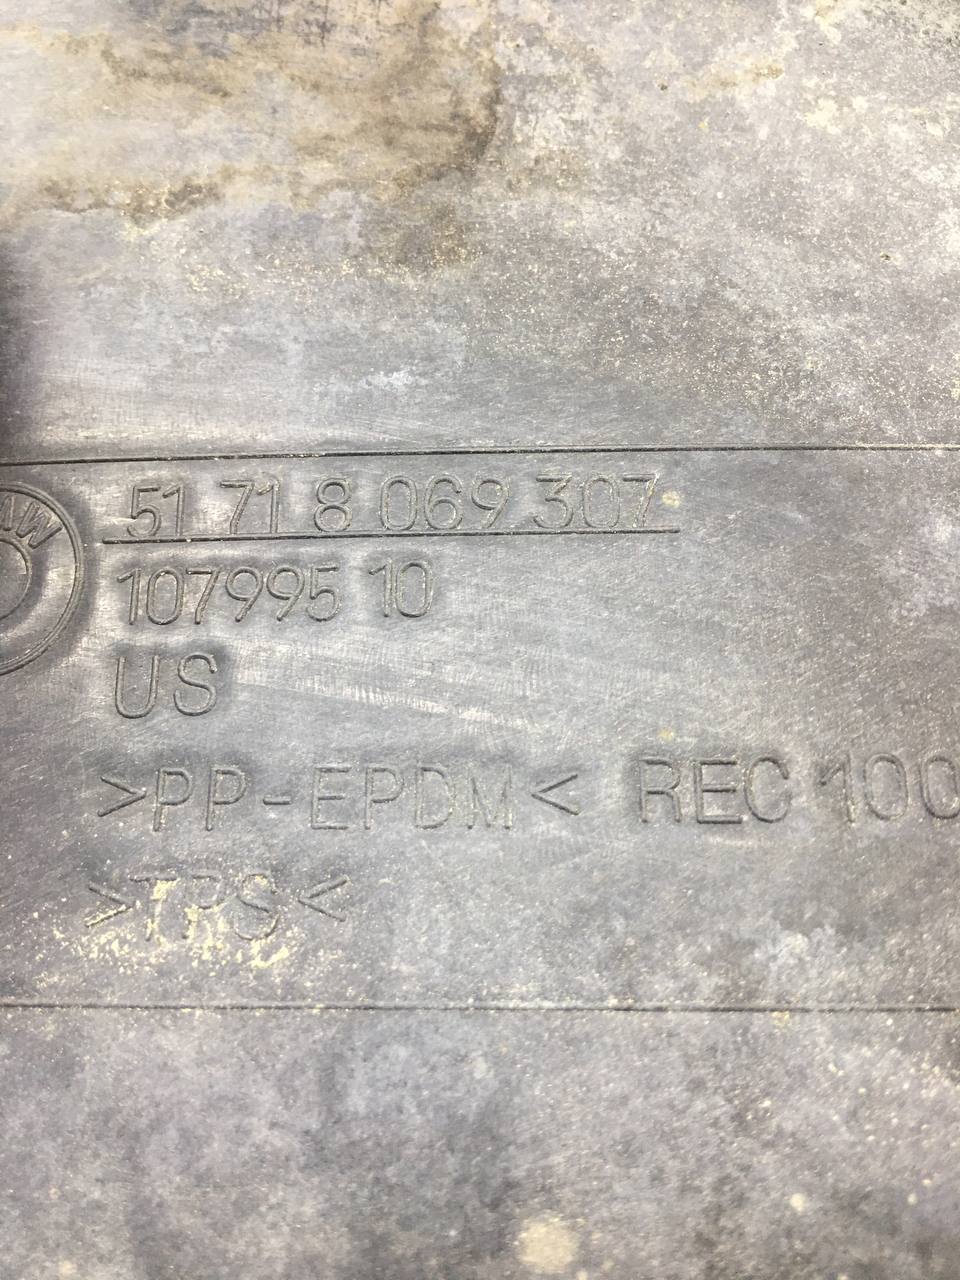 51 71 8 069 307
107995 10
US
>PP-EPDM< REC 100
>TPS<